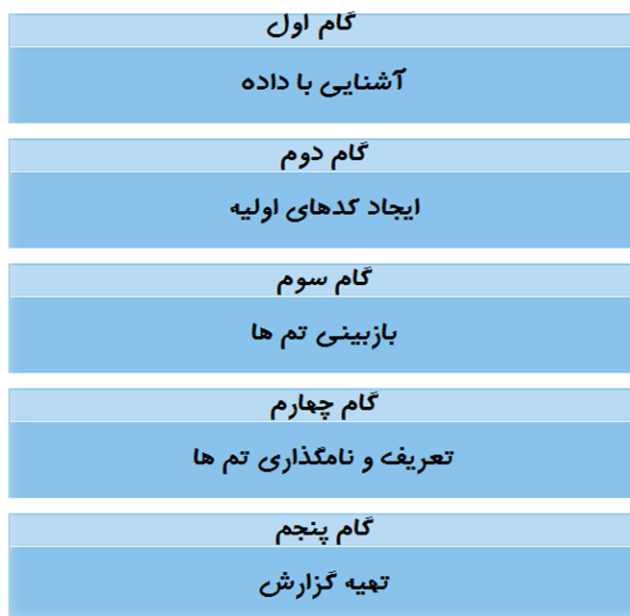 گام اول
آشنایی با داده
گام دوم
ایجاد کدهای اولیه
گام سوم
بازبینی تم ها
گام چهارم
تعریف و نامگذاری تم ها
گام پنجم
تهیه گزارش